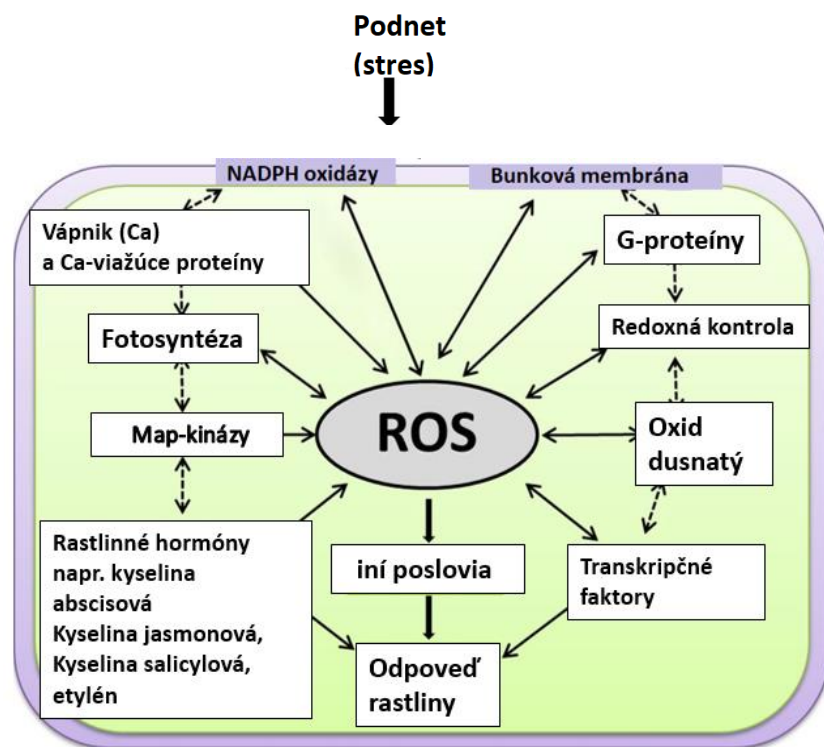 Podnet
(stres)
NADPH oxidázy
Bunková membrána
Vápnik (Ca)
a Ca-viažúce proteíny
G-proteíny
Fotosyntéza
Redoxná kontrola
Map-kinázy
ROS
Oxid
dusnatý
Rastlinné hormóny
napr. kyselina
abscisová
Kyselina jasmonová,
Kyselina salicylová,
etylén
iní poslovia
Transkripčné
faktory
Odpoveď
rastliny